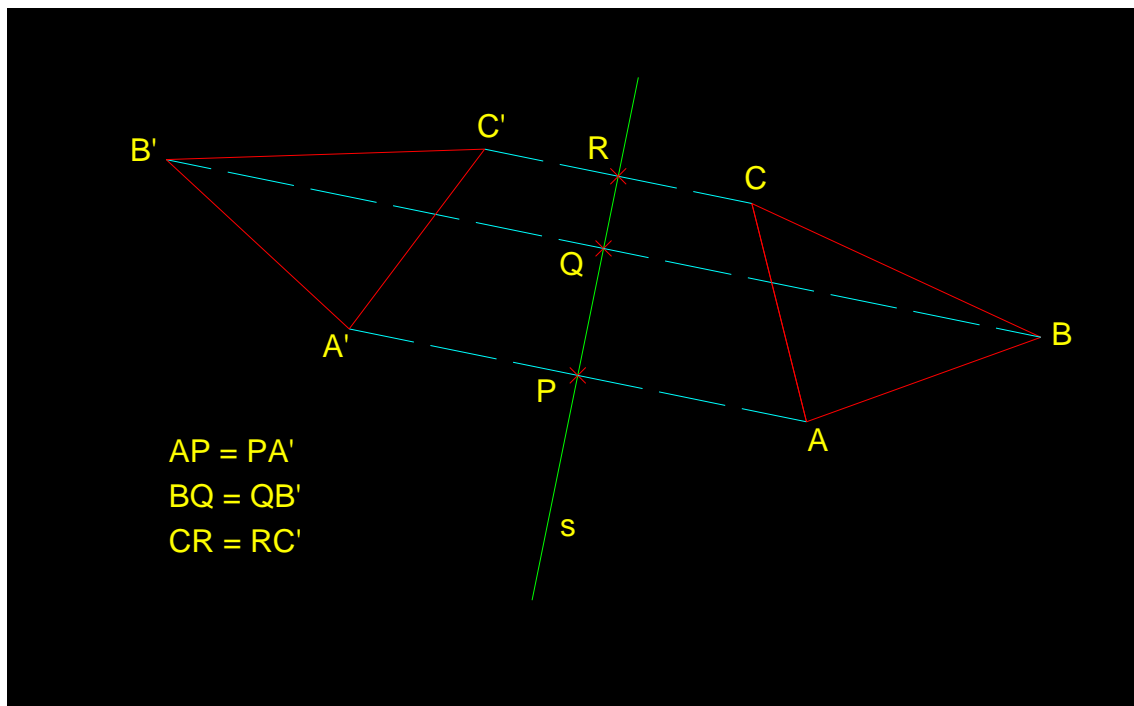 C'
B'
R
C
Q
B
A'
P
A
AP = PA'
BQ = QB'
CR = RC'
s